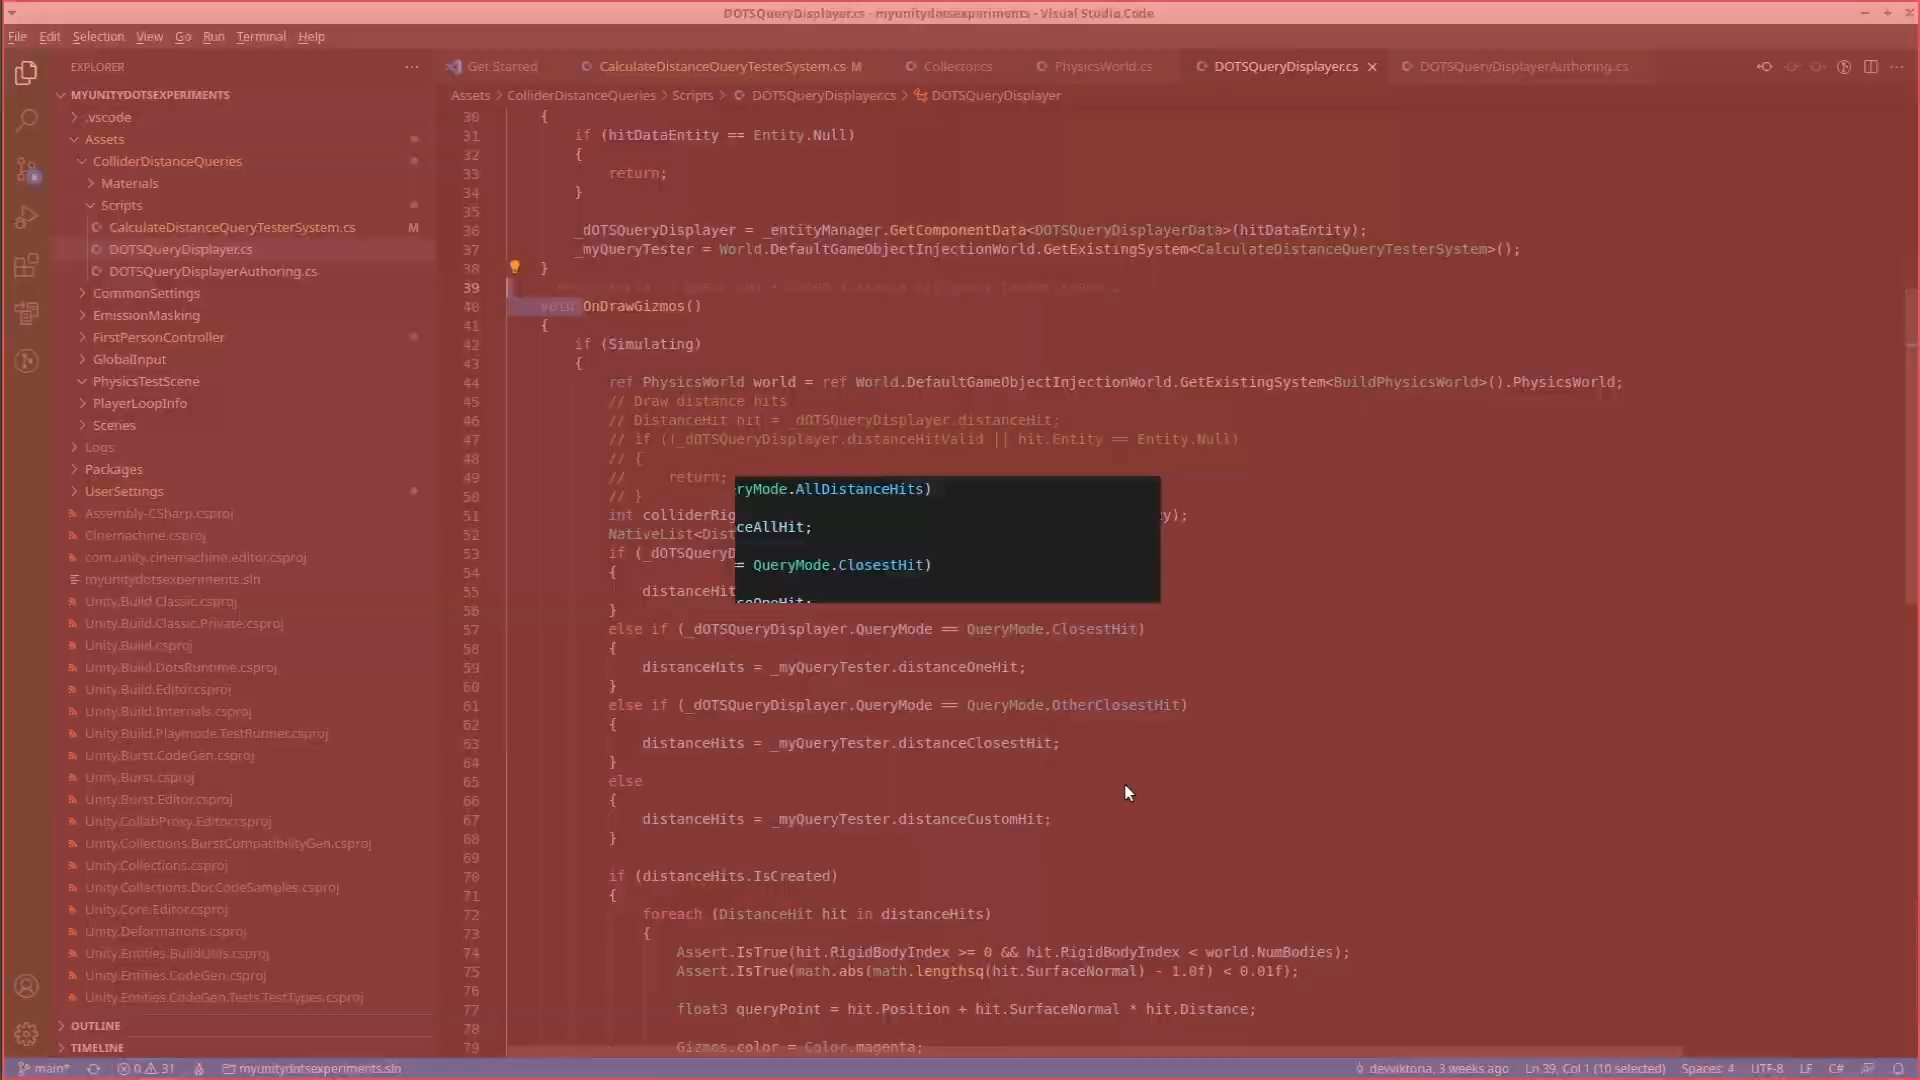 DOTSQueryDisplayer.cs - myunitydotsexperiments - Visual Studio Code
File Edit Selection View Go Run Terminal Help
EXPLORER
MYUNITYDOTSEXPERIMENTS
.vscode
Assets
ColliderDistanceQueries
Materials
Scripts
CalculateDistanceQueryTesterSystem.cs M
DOTSQueryDisplayer.cs
DOTSQueryDisplayerAuthoring.cs
CommonSettings
EmissionMasking
FirstPersonController
GlobalInput
PhysicsTestScene
PlayerLoopInfo
Scenes
Logs
Packages
UserSettings
Assembly-CSharp.csproj
Cinemachine.csproj
com.unity.cinemachine.editor.csproj
myunitydotsexperiments.sln
Unity.Build.Classic.csproj
Unity.Build.Classic.Private.csproj
Unity.Build.csproj
Unity.Build.DotsRuntime.csproj
Unity.Build.Editor.csproj
Unity.Build.Internals.csproj
Unity.Build.Playmode.TestRunner.csproj
Unity.Burst.CodeGen.csproj
Unity.Burst.csproj
Unity.Burst.Editor.csproj
Unity.CollabProxy.Editor.csproj
Unity.Collections.BurstCompatibilityGen.csproj
Unity.Collections.csproj
Unity.Collections.DocCodeSamples.csproj
Unity.Core.Editor.csproj
Unity.Deformations.csproj
Unity.Entities.BuildUtils.csproj
Unity.Entities.CodeGen.csproj
Unity.Entities.CodeGen.Tests.TestTypes.csproj
OUTLINE
TIMELINE
Get Started CalculateDistanceQueryTesterSystem.cs M Collector.cs PhysicsWorld.cs DOTSQueryDisplayer.cs DOTSQueryDisplayerAuthoring.cs
Assets > ColliderDistanceQueries > Scripts > DOTSQueryDisplayer.cs > DOTSQueryDisplayer
30 {
31 if (hitDataEntity == Entity.Null)
32 {
33 return;
34 }
35
36 _dOTSQueryDisplayer = _entityManager.GetComponentData<DOTSQueryDisplayerData>(hitDataEntity);
37 _myQueryTester = World.DefaultGameObjectInjectionWorld.GetExistingSystem<CalculateDistanceQueryTesterSystem>();
38 }
39
40 void OnDrawGizmos()
41 {
42 if (Simulating)
43 {
44 ref PhysicsWorld world = ref World.DefaultGameObjectInjectionWorld.GetExistingSystem<BuildPhysicsWorld>().PhysicsWorld;
45 // Draw distance hits
46 // DistanceHit hit = _dOTSQueryDisplayer.distanceHit;
47 // if (!_dOTSQueryDisplayer.distanceHitValid || hit.Entity == Entity.Null)
48 // {
49 // return;
50 // }
51 int colliderRig y);
52 NativeList<Dist
53 if (_dOTSQueryD
54 {
55 distanceHit
56 }
ryMode.AllDistanceHits)
ceAllHit;
= QueryMode.ClosestHit)
ceOneHit;
57 else if (_dOTSQueryDisplayer.QueryMode == QueryMode.ClosestHit)
58 {
59 distanceHits = _myQueryTester.distanceOneHit;
60 }
61 else if (_dOTSQueryDisplayer.QueryMode == QueryMode.OtherClosestHit)
62 {
63 distanceHits = _myQueryTester.distanceClosestHit;
64 }
65 else
66 {
67 distanceHits = _myQueryTester.distanceCustomHit;
68 }
69
70 if (distanceHits.IsCreated)
71 {
72 foreach (DistanceHit hit in distanceHits)
73 {
74 Assert.IsTrue(hit.RigidBodyIndex >= 0 && hit.RigidBodyIndex < world.NumBodies);
75 Assert.IsTrue(math.abs(math.lengthsq(hit.SurfaceNormal) - 1.0f) < 0.01f);
76
77 float3 queryPoint = hit.Position + hit.SurfaceNormal * hit.Distance;
78
79 Gizmos.color = Color.magenta;
main* 0 31 myunitydotsexperiments.sln devviktoria, 3 weeks ago Ln 39, Col 1 (10 selected) Spaces: 4 UTF-8 LF C#